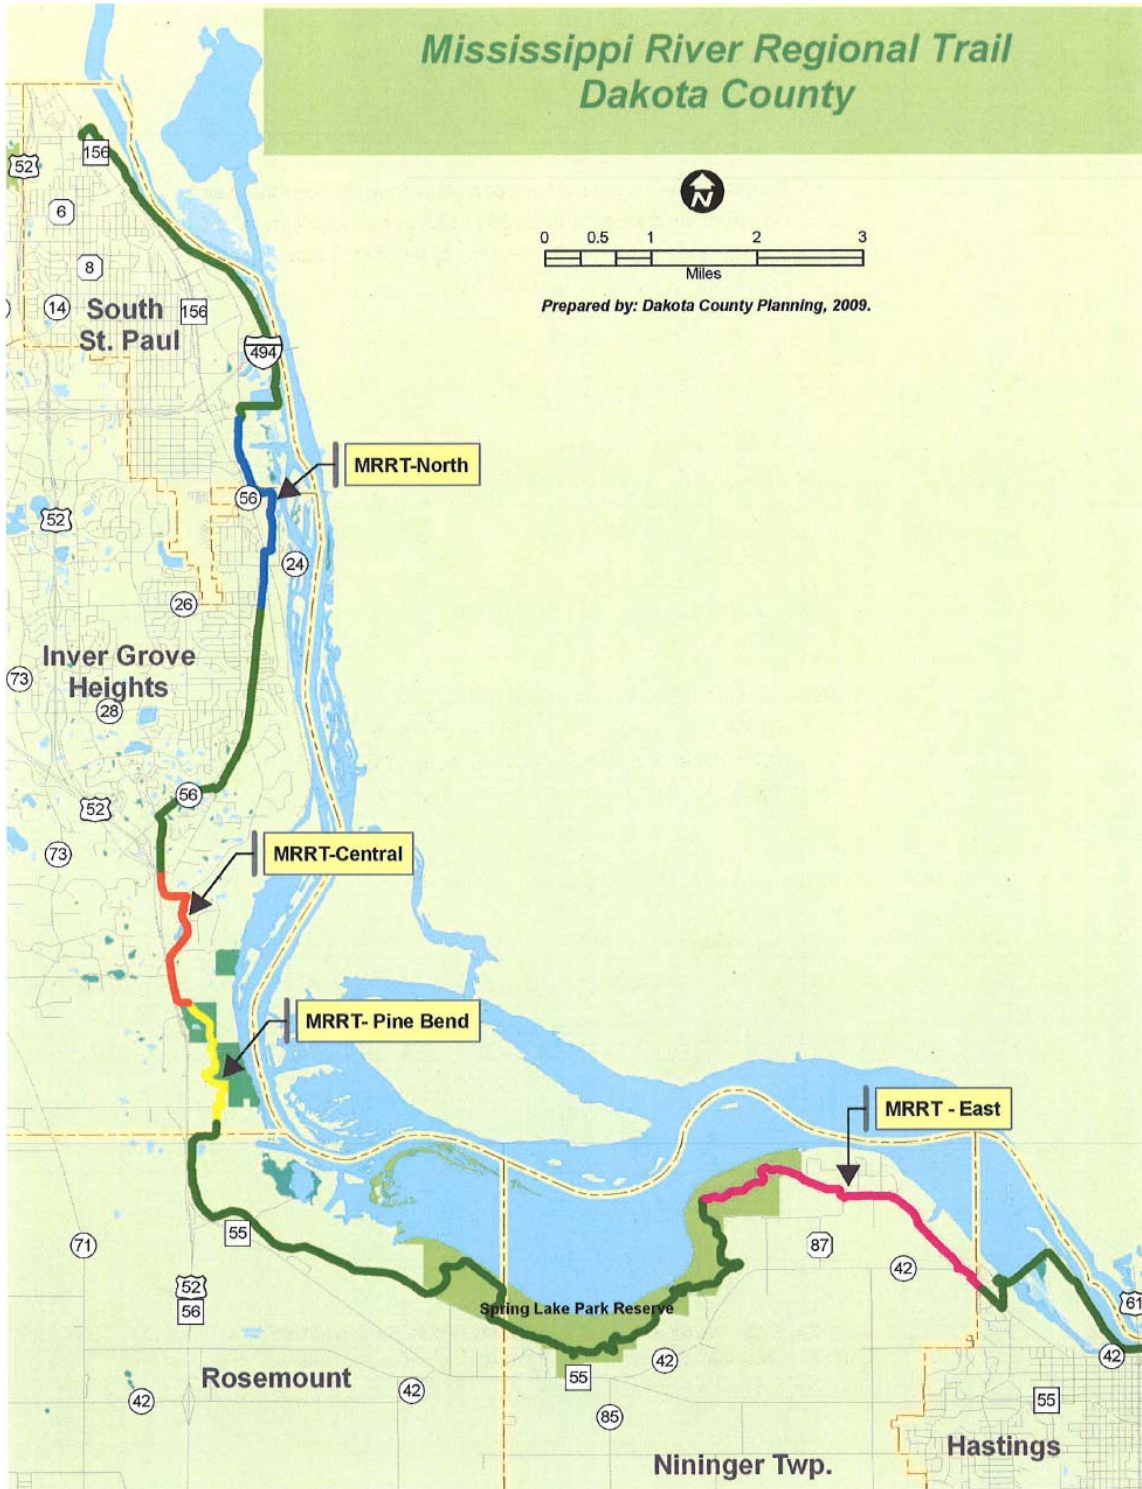 Mississippi River Regional Trail
Dakota County
N
0 0.5 1 2 3
Miles
Prepared by: Dakota County Planning, 2009.
156
52
6
8
14
156
South
St. Paul
494
MRRT-North
56
52
24
26
Inver Grove
Heights
73
28
56
52
73
MRRT-Central
MRRT- Pine Bend
MRRT - East
55
71
87
42
52
56
61
Spring Lake Park Reserve
42
42
55
Rosemount
42
42
55
85
Hastings
Nininger Twp.